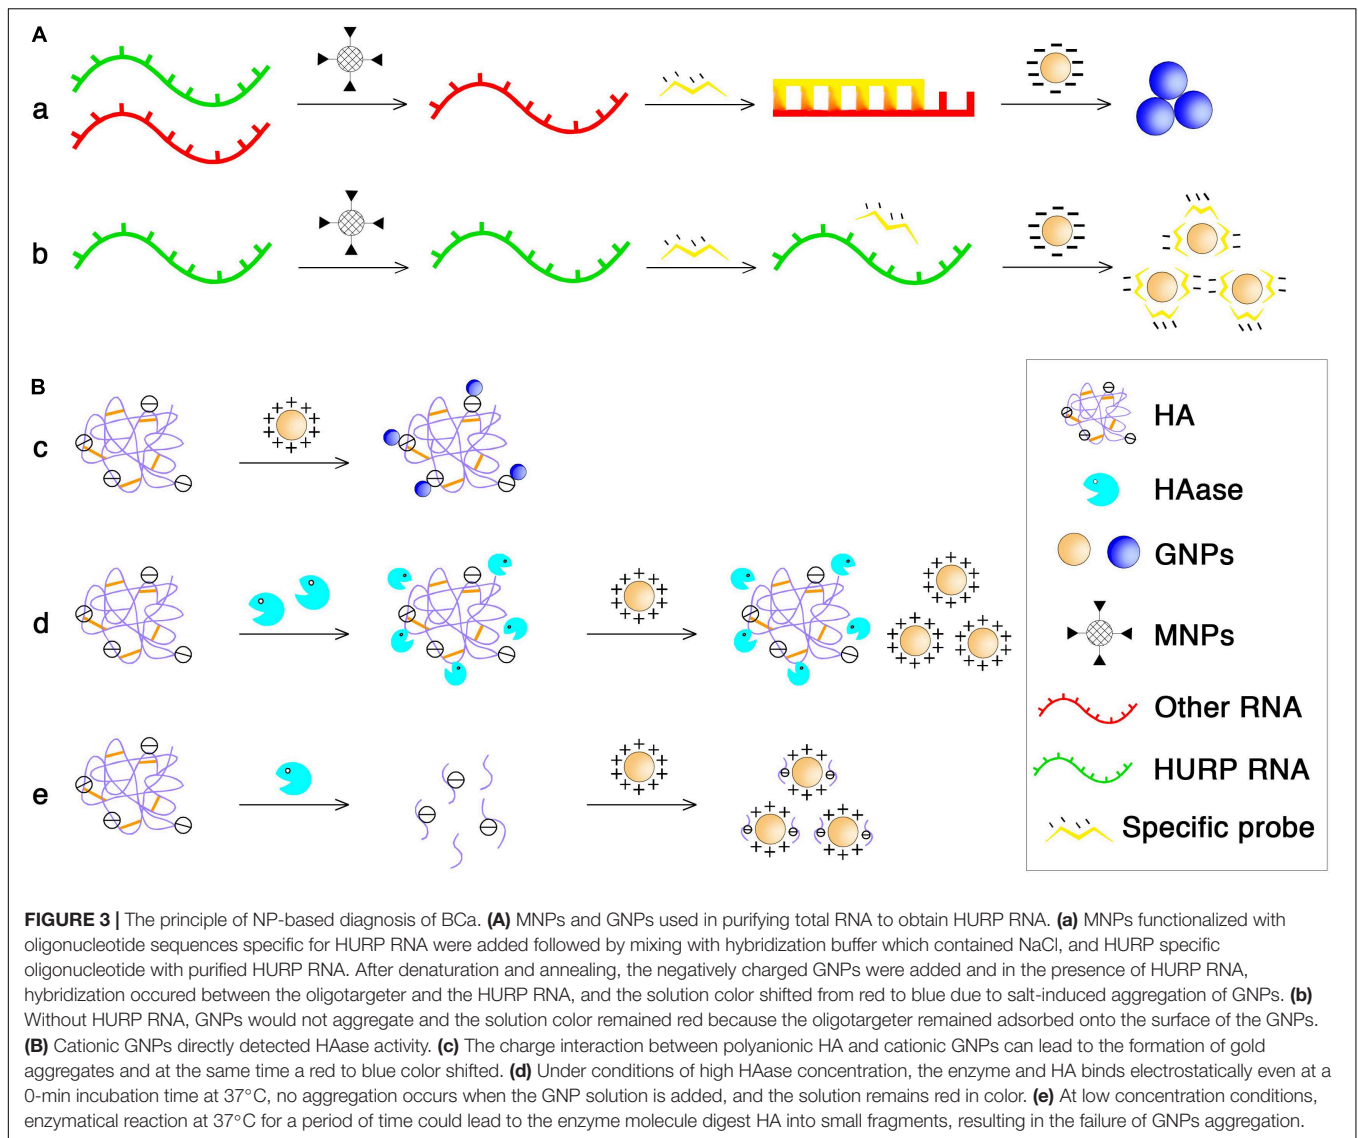 A
a
b
B
c
d
e
HA
HAase
GNPs
MNPs
Other RNA
HURP RNA
Specific probe
FIGURE 3 | The principle of NP-based diagnosis of BCa. (A) MNPs and GNPs used in purifying total RNA to obtain HURP RNA. (a) MNPs functionalized with
oligonucleotide sequences specific for HURP RNA were added followed by mixing with hybridization buffer which contained NaCl, and HURP specific
oligonucleotide with purified HURP RNA. After denaturation and annealing, the negatively charged GNPs were added and in the presence of HURP RNA,
hybridization occured between the oligotargeter and the HURP RNA, and the solution color shifted from red to blue due to salt-induced aggregation of GNPs. (b)
Without HURP RNA, GNPs would not aggregate and the solution color remained red because the oligotargeter remained adsorbed onto the surface of the GNPs.
(B) Cationic GNPs directly detected HAase activity. (c) The charge interaction between polyanionic HA and cationic GNPs can lead to the formation of gold
aggregates and at the same time a red to blue color shifted. (d) Under conditions of high HAase concentration, the enzyme and HA binds electrostatically even at a
0-min incubation time at 37°C, no aggregation occurs when the GNP solution is added, and the solution remains red in color. (e) At low concentration conditions,
enzymatical reaction at 37°C for a period of time could lead to the enzyme molecule digest HA into small fragments, resulting in the failure of GNPs aggregation.